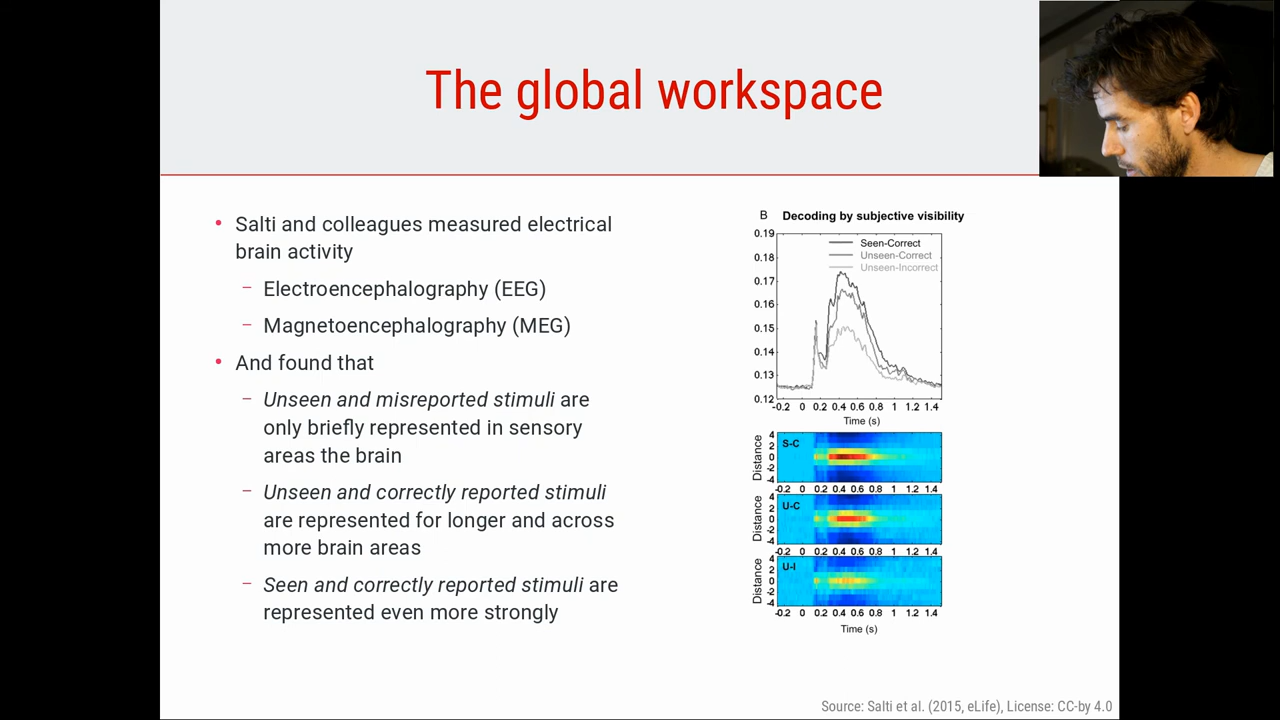 The global workspace
• Salti and colleagues measured electrical
brain activity
– Electroencephalography (EEG)
– Magnetoencephalography (MEG)
• And found that
– Unseen and misreported stimuli are
only briefly represented in sensory
areas the brain
– Unseen and correctly reported stimuli
are represented for longer and across
more brain areas
– Seen and correctly reported stimuli are
represented even more strongly
B Decoding by subjective visibility
0.19
0.18
0.17
0.16
0.15
0.14
0.13
0.12
Seen-Correct
Unseen-Correct
Unseen-Incorrect
-0.2 0 0.2 0.4 0.6 0.8 1 1.2 1.4
Time (s)
Distance
4
2
0
-2
-4
S-C
-0.2 0 0.2 0.4 0.6 0.8 1 1.2 1.4
Distance
4
2
0
-2
-4
U-C
-0.2 0 0.2 0.4 0.6 0.8 1 1.2 1.4
Distance
4
2
0
-2
-4
U-I
-0.2 0 0.2 0.4 0.6 0.8 1 1.2 1.4
Time (s)
Source: Salti et al. (2015, eLife), License: CC-by 4.0